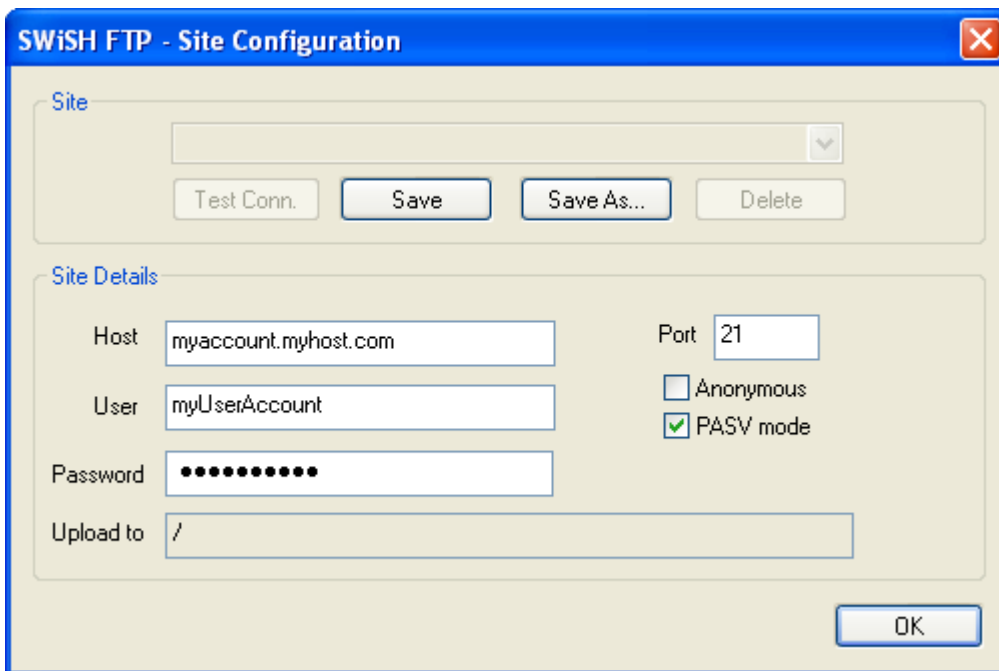 SWiSH FTP - Site Configuration
Site
Test Conn. Save Save As... Delete
Site Details
Host myaccount.myhost.com Port 21
Anonymous
User myUserAccount
PASV mode
Password ••••••••••
Upload to /
OK